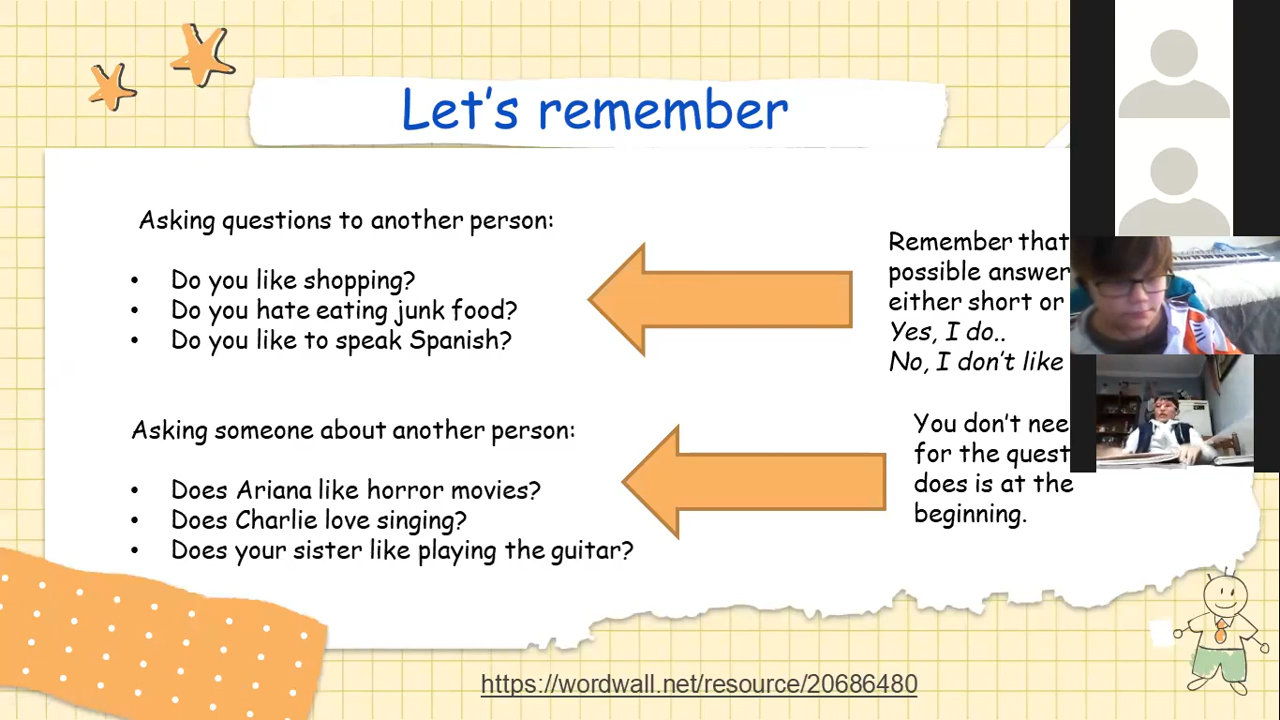 Let's remember
Asking questions to another person:
• Do you like shopping?
• Do you hate eating junk food?
• Do you like to speak Spanish?
Remember that
possible answer
either short or
Yes, I do..
No, I don't like
Asking someone about another person:
• Does Ariana like horror movies?
• Does Charlie love singing?
• Does your sister like playing the guitar?
You don't nee
for the quest
does is at the
beginning.
https://wordwall.net/resource/20686480